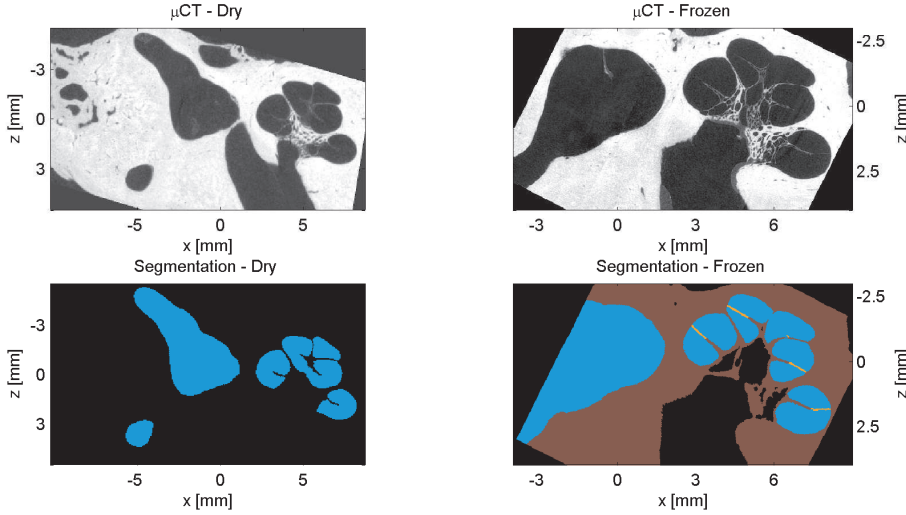 μCT - Dry
μCT - Frozen
-3
0
3
z [mm]
-2.5
0
2.5
z [mm]
-5
0
5
x [mm]
-3
0
3
6
x [mm]
Segmentation - Dry
Segmentation - Frozen
-3
0
3
z [mm]
-2.5
0
2.5
z [mm]
-5
0
5
x [mm]
-3
0
3
6
x [mm]